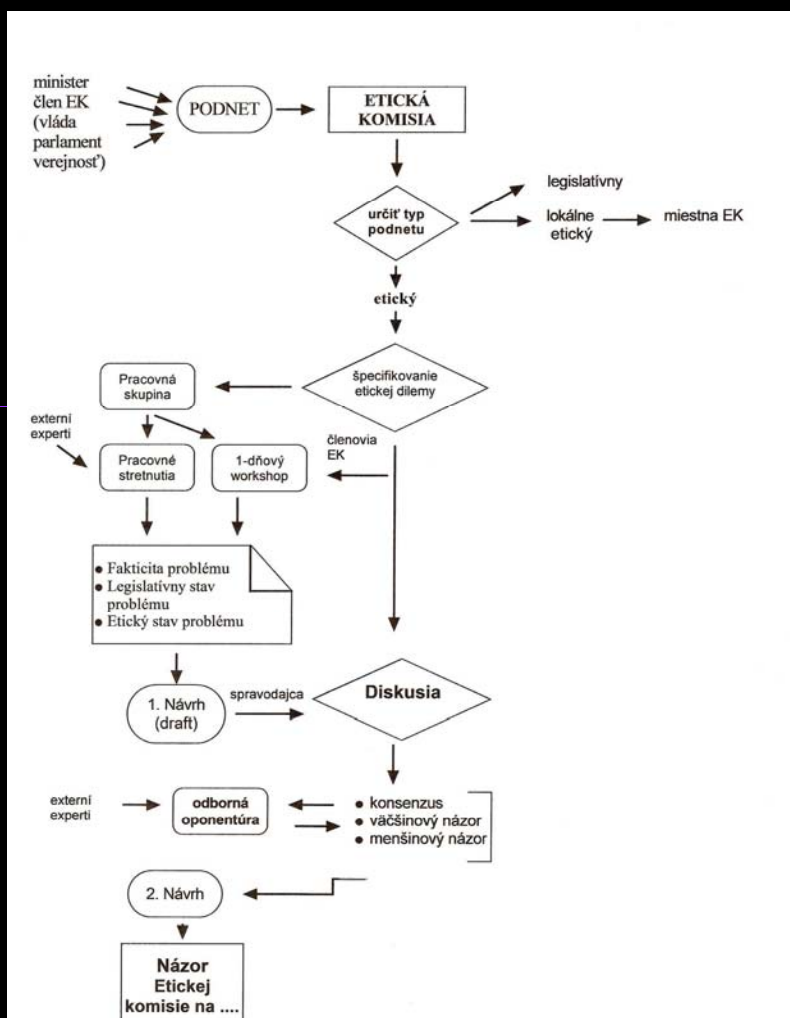 minister
člen EK
(vláda
parlament
verejnosť)
PODNET
ETICKÁ
KOMISIA
určiť typ
podnetu
legislatívny
lokálne
etický
miestna EK
etický
špecifikovanie
etickej dilemy
Pracovná
skupina
externí
experti
Pracovné
stretnutia
1-dňový
workshop
členovia
EK
● Fakticita problému
● Legislatívny stav
problému
● Etický stav problému
1. Návrh
(draft)
spravodajca
Diskusia
externí
experti
odborná
oponentúra
● konsenzus
● väčšinový názor
● menšinový názor
2. Návrh
Názor
Etickej
komisie na ....